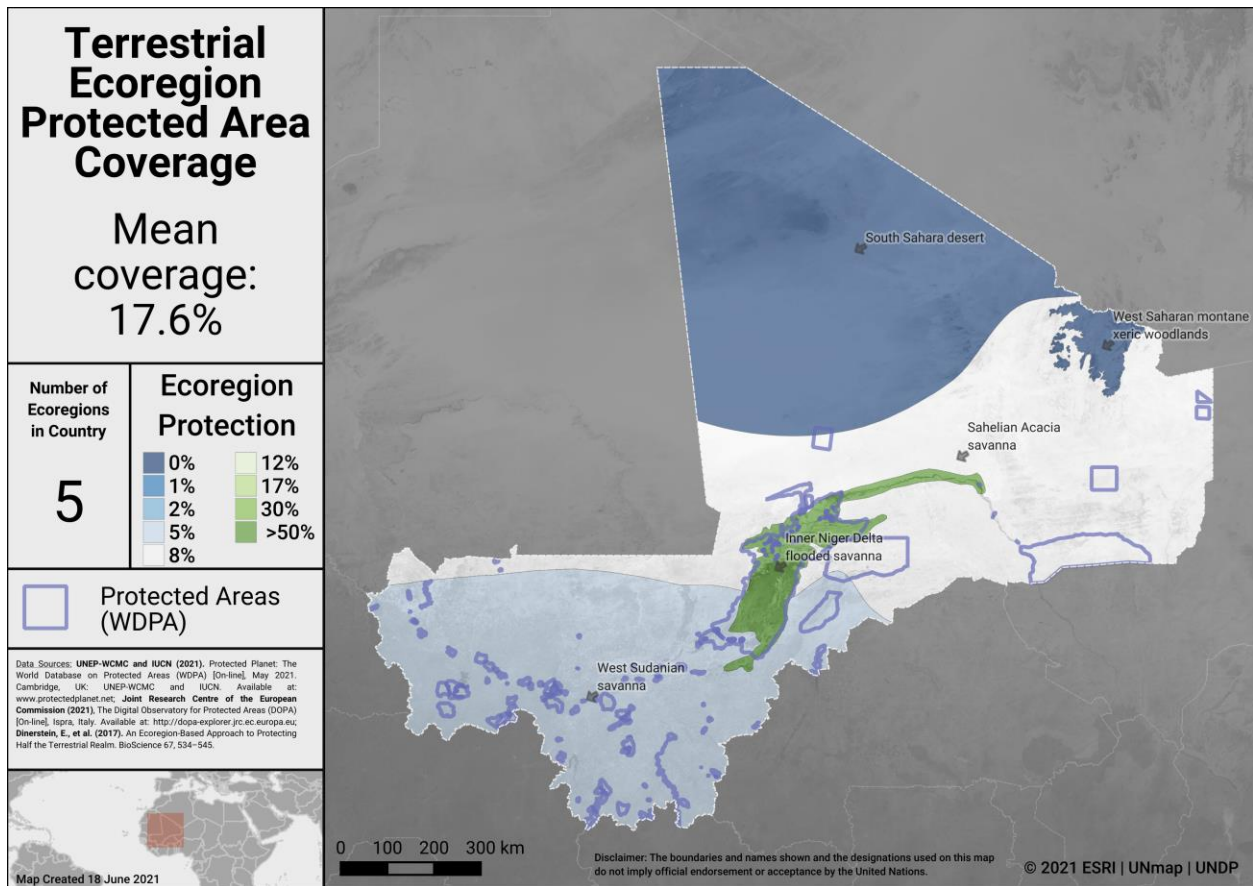 Terrestrial
Ecoregion
Protected Area
Coverage
Mean
coverage:
17.6%
Number of
Ecoregions
in Country
5
Ecoregion
Protection
0%
1%
2%
5%
8%
12%
17%
30%
>50%
Protected Areas
(WDPA)
Data Sources: UNEP-WCMC and IUCN (2021). Protected Planet: The
World Database on Protected Areas (WDPA) [On-line], May 2021.
Cambridge, UK: UNEP-WCMC and IUCN. Available at:
www.protectedplanet.net; Joint Research Centre of the European
Commission (2021), The Digital Observatory for Protected Areas (DOPA)
[On-line], Ispra, Italy. Available at: http://dopa-explorer.jrc.ec.europa.eu;
Dinerstein, E., et al. (2017). An Ecoregion-Based Approach to Protecting
Half the Terrestrial Realm. BioScience 67, 534–545.
Map Created 18 June 2021
South Sahara desert
West Saharan montane
xeric woodlands
Sahelian Acacia
savanna
Inner Niger Delta
flooded savanna
West Sudanian
savanna
0 100 200 300 km
Disclaimer: The boundaries and names shown and the designations used on this map
do not imply official endorsement or acceptance by the United Nations.
© 2021 ESRI | UNmap | UNDP